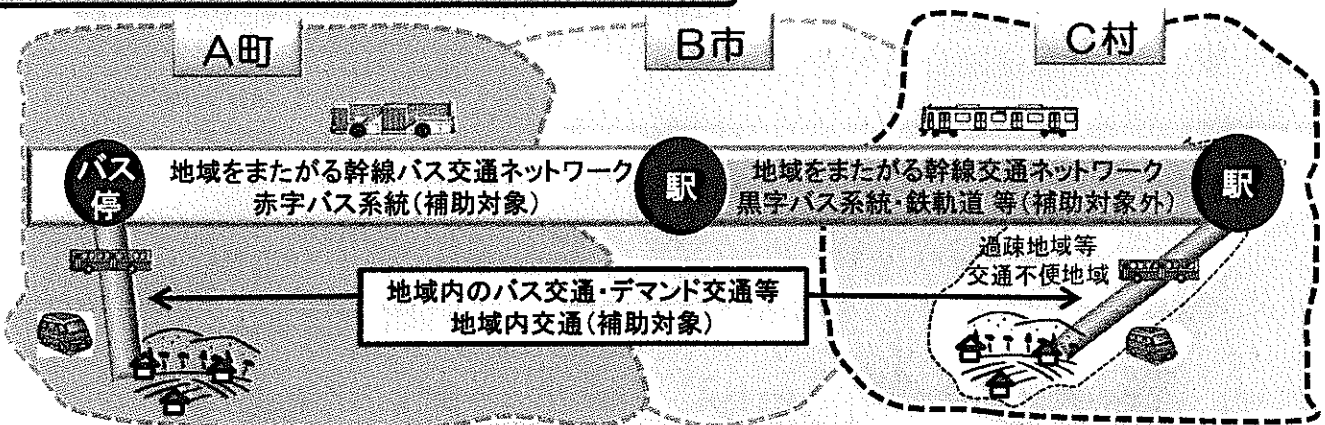 A町
B市
C村
バス
停
地域をまたがる幹線バス交通ネットワーク
赤字バス系統(補助対象)
駅
地域をまたがる幹線交通ネットワーク
黒字バス系統・鉄軌道 等(補助対象外)
駅
過疎地域等
交通不便地域
地域内のバス交通・デマンド交通等
地域内交通(補助対象)